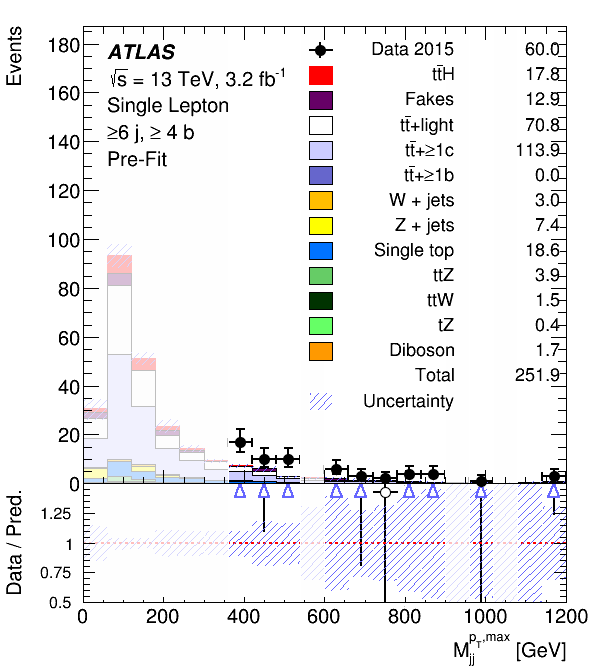 Events
180
160
140
120
100
80
60
40
20
0
ATLAS
√s = 13 TeV, 3.2 fb-1
Single Lepton
≥6 j, ≥ 4 b
Pre-Fit
Data 2015 60.0
tt̄H 17.8
Fakes 12.9
tt̄+light 70.8
tt̄+≥1c 113.9
tt̄+≥1b 0.0
W + jets 3.0
Z + jets 7.4
Single top 18.6
ttZ 3.9
ttW 1.5
tZ 0.4
Diboson 1.7
Total 251.9
Uncertainty
Data / Pred.
1.25
1
0.75
0.5
0 200 400 600 800 1000 1200
M_jj^{p_T,max} [GeV]